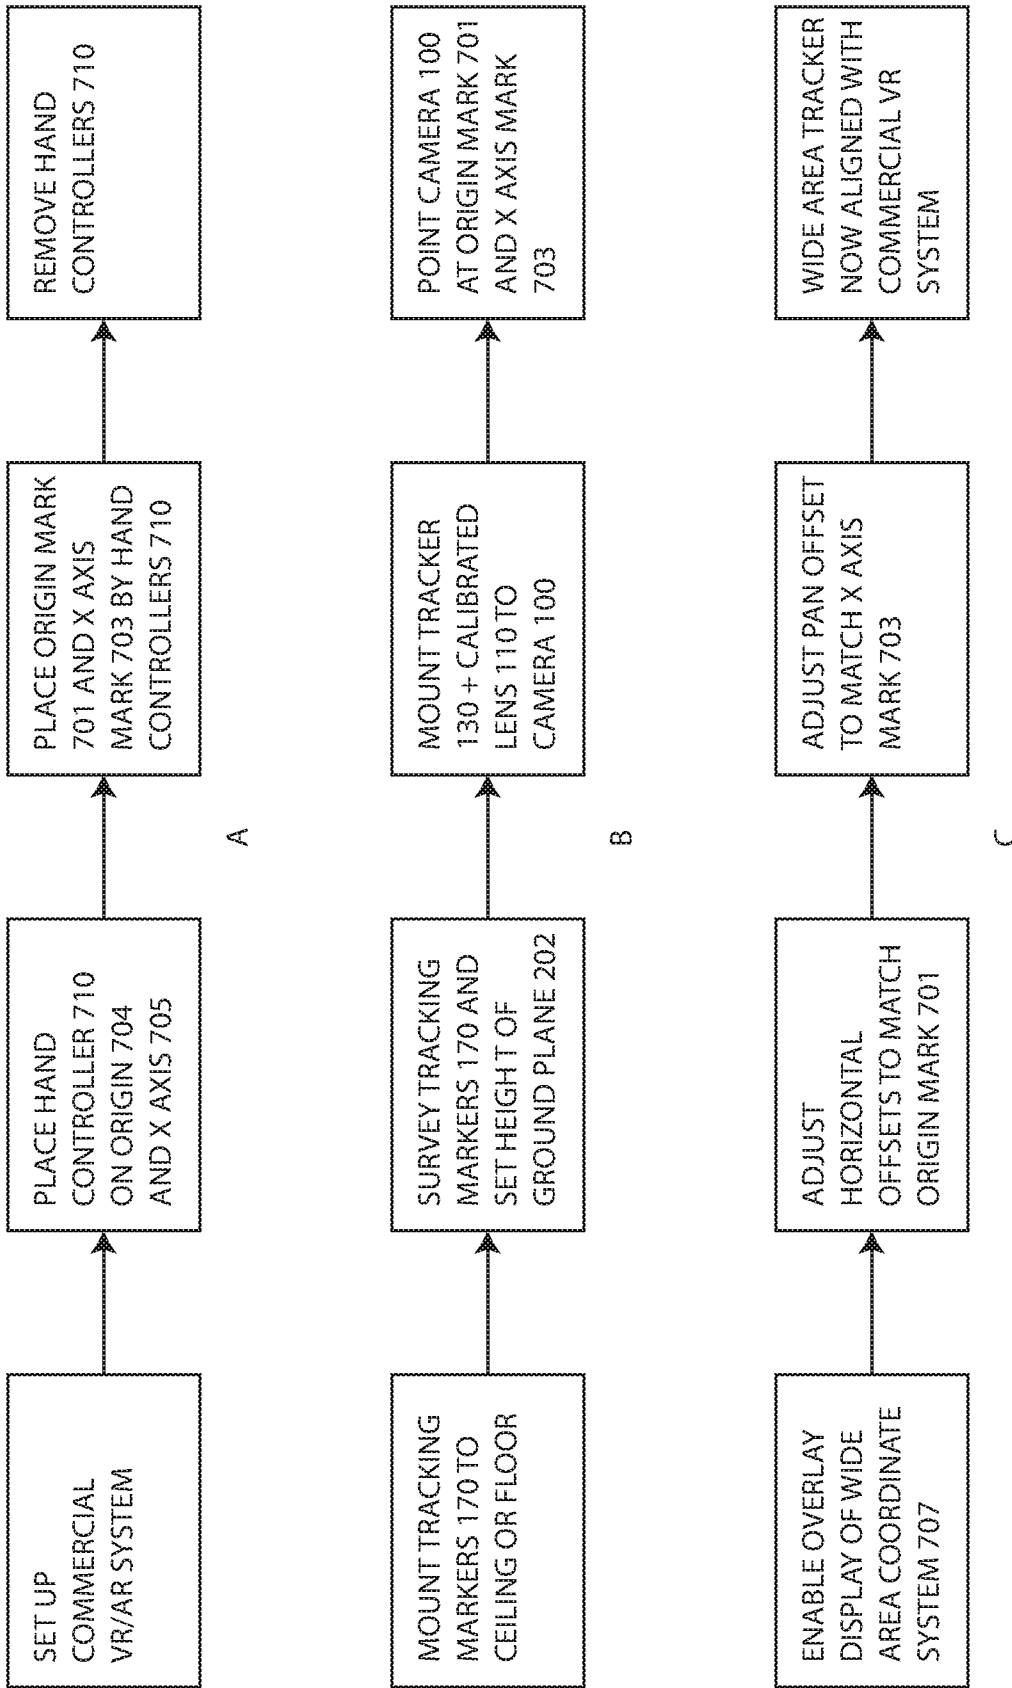 SET UP
COMMERCIAL
VR/AR SYSTEM
PLACE HAND
CONTROLLER 710
ON ORIGIN 704
AND X AXIS 705
PLACE ORIGIN MARK
701 AND X AXIS
MARK 703 BY HAND
CONTROLLERS 710
REMOVE HAND
CONTROLLERS 710
A
MOUNT TRACKING
MARKERS 170 TO
CEILING OR FLOOR
SURVEY TRACKING
MARKERS 170 AND
SET HEIGHT OF
GROUND PLANE 202
MOUNT TRACKER
130 + CALIBRATED
LENS 110 TO
CAMERA 100
POINT CAMERA 100
AT ORIGIN MARK 701
AND X AXIS MARK
703
B
ENABLE OVERLAY
DISPLAY OF WIDE
AREA COORDINATE
SYSTEM 707
ADJUST
HORIZONTAL
OFFSETS TO MATCH
ORIGIN MARK 701
ADJUST PAN OFFSET
TO MATCH X AXIS
MARK 703
WIDE AREA TRACKER
NOW ALIGNED WITH
COMMERCIAL VR
SYSTEM
C